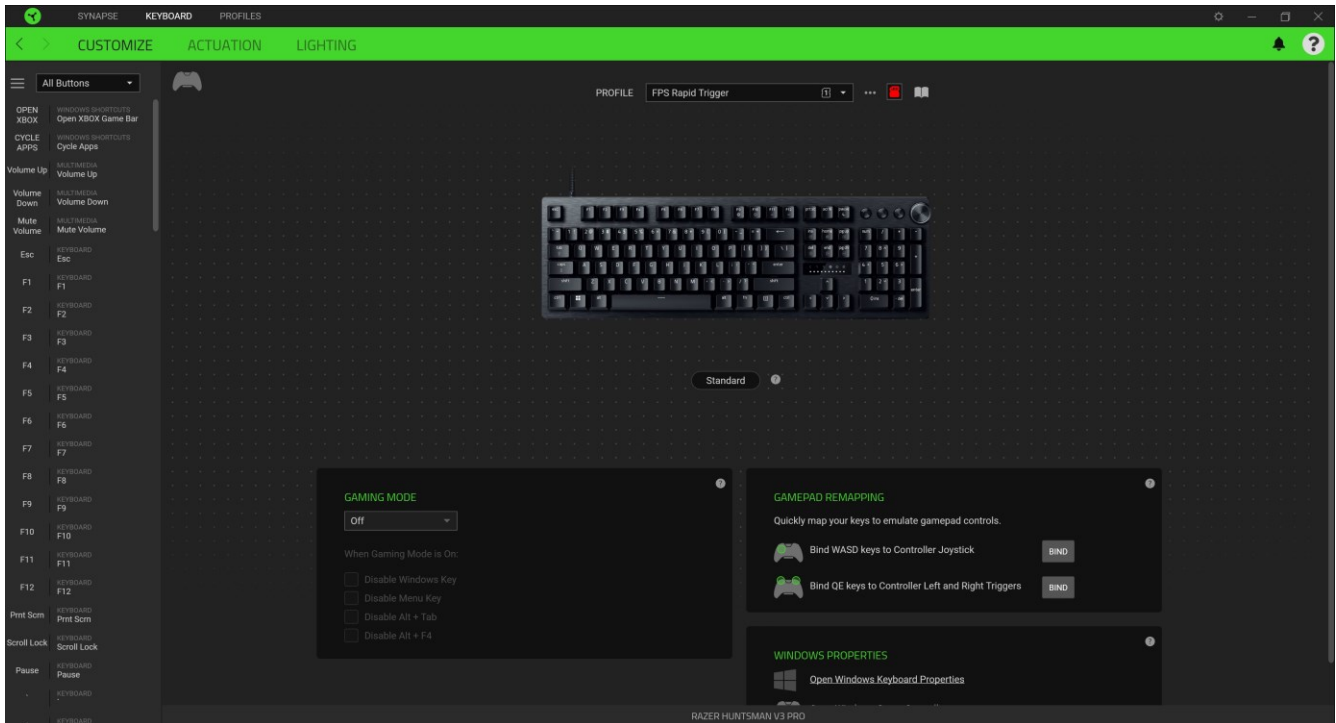 SYNAPSE KEYBOARD PROFILES
CUSTOMIZE ACTUATION LIGHTING
All Buttons
PROFILE FPS Rapid Trigger 1
OPEN XBOX WINDOWS SHORTCUTS Open XBOX Game Bar
CYCLE APPS WINDOWS SHORTCUTS Cycle Apps
Volume Up MULTIMEDIA Volume Up
Volume Down MULTIMEDIA Volume Down
Mute Volume MULTIMEDIA Mute Volume
Esc KEYBOARD Esc
F1 KEYBOARD F1
F2 KEYBOARD F2
F3 KEYBOARD F3
F4 KEYBOARD F4
F5 KEYBOARD F5
F6 KEYBOARD F6
F7 KEYBOARD F7
F8 KEYBOARD F8
F9 KEYBOARD F9
F10 KEYBOARD F10
F11 KEYBOARD F11
F12 KEYBOARD F12
Prnt Scrn KEYBOARD Prnt Scrn
Scroll Lock KEYBOARD Scroll Lock
Pause KEYBOARD Pause
` KEYBOARD `
KEYBOARD
Standard ?
GAMING MODE ?
Off
When Gaming Mode is On:
Disable Windows Key
Disable Menu Key
Disable Alt + Tab
Disable Alt + F4
GAMEPAD REMAPPING ?
Quickly map your keys to emulate gamepad controls.
Bind WASD keys to Controller Joystick BIND
Bind QE keys to Controller Left and Right Triggers BIND
WINDOWS PROPERTIES ?
Open Windows Keyboard Properties
RAZER HUNTSMAN V3 PRO